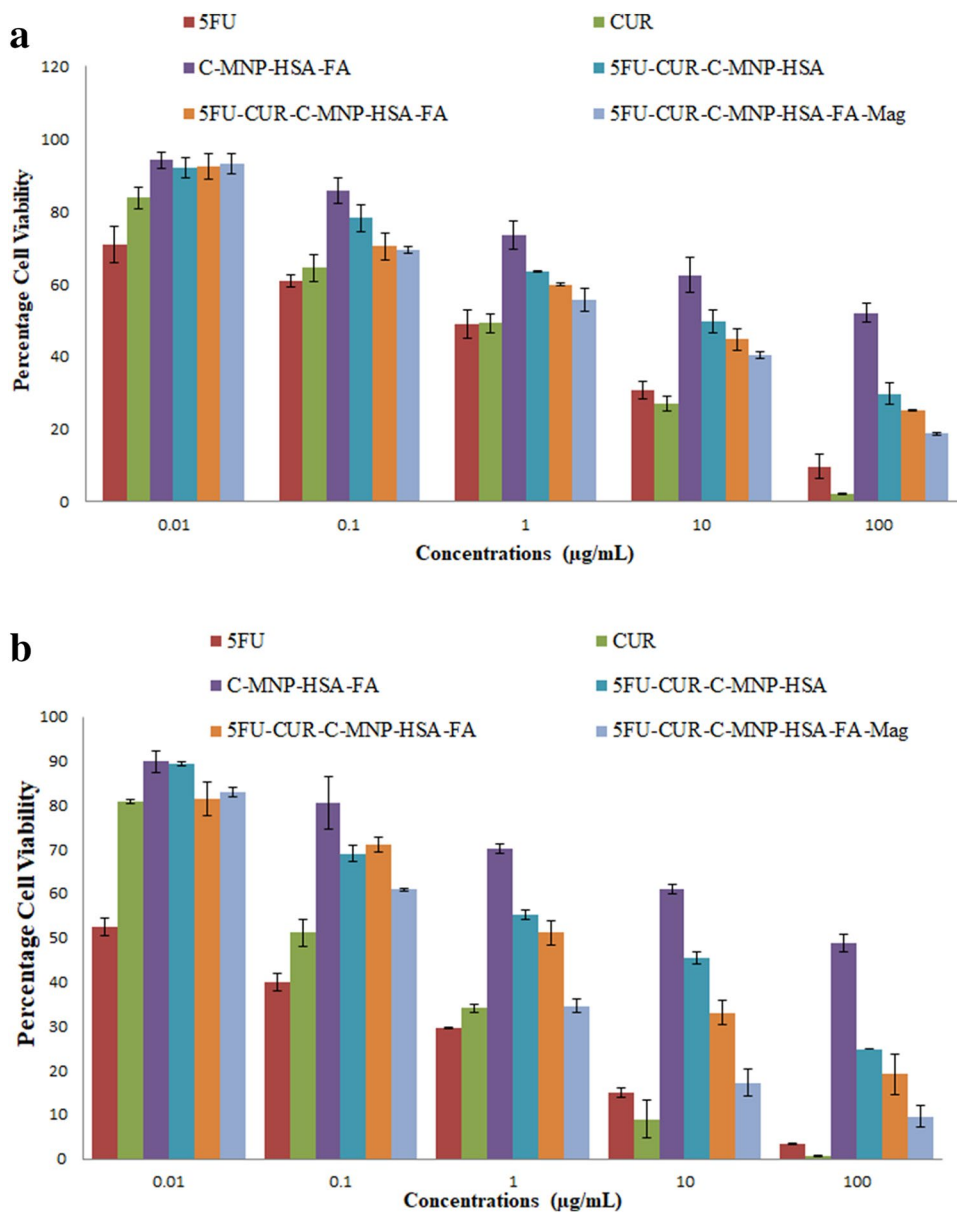 a
5FU CUR
C-MNP-HSA-FA 5FU-CUR-C-MNP-HSA
5FU-CUR-C-MNP-HSA-FA 5FU-CUR-C-MNP-HSA-FA-Mag
Percentage Cell Viability
120
100
80
60
40
20
0
0.01 0.1 1 10 100
Concentrations (µg/mL)
b
5FU CUR
C-MNP-HSA-FA 5FU-CUR-C-MNP-HSA
5FU-CUR-C-MNP-HSA-FA 5FU-CUR-C-MNP-HSA-FA-Mag
Percentage Cell Viability
100
90
80
70
60
50
40
30
20
10
0
0.01 0.1 1 10 100
Concentrations (µg/mL)